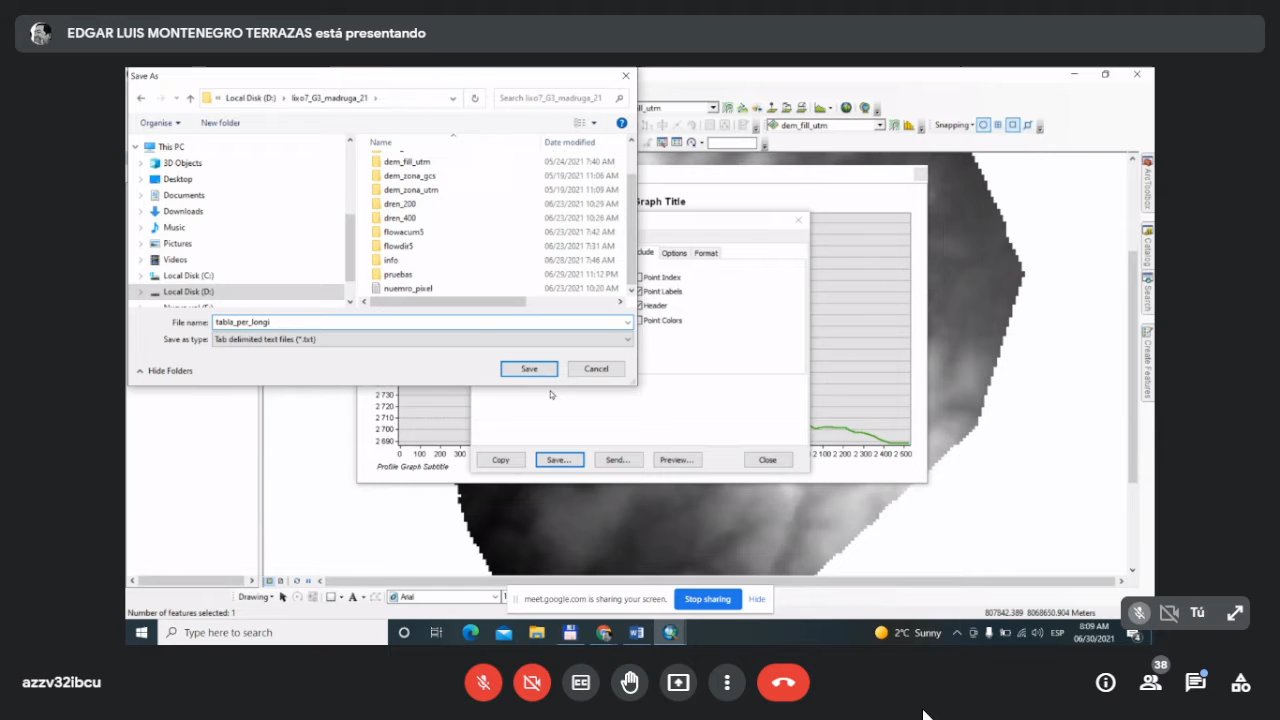 EDGAR LUIS MONTENEGRO TERRAZAS está presentando
Save As
Local Disk (D:) › lixo7_G3_madruga_21 ›
Search lixo7_G3_madruga_21
Organise
New folder
This PC
3D Objects
Desktop
Documents
Downloads
Music
Pictures
Videos
Local Disk (C:)
Local Disk (D:)
Name
Date modified
dem_fill_utm 05/24/2021 7:40 AM
dem_zona_gcs 05/19/2021 11:06 AM
dem_zona_utm 05/19/2021 11:09 AM
dren_200 06/23/2021 10:29 AM
dren_400 06/23/2021 10:26 AM
flowacum5 06/23/2021 7:42 AM
flowdir5 06/23/2021 7:31 AM
info 06/28/2021 7:46 AM
pruebas 06/29/2021 11:12 PM
nuemro_pixel 06/23/2021 10:20 AM
File name: tabla_per_longi
Save as type: Tab delimited text files (*.txt)
Hide Folders
Save
Cancel
fill_utm
dem_fill_utm
Snapping
Graph Title
Options
Format
Point Index
Point Labels
Header
Point Colors
2 730
2 720
2 710
2 700
2 690
0 100 200 300
2 100 2 200 2 300 2 400 2 500
Profile Graph Subtitle
Copy
Save...
Send...
Preview...
Close
ArcToolbox
Catalog
Search
Create Features
Drawing
A
Arial
meet.google.com is sharing your screen.
Stop sharing
Hide
Number of features selected: 1
807842.389 8068650.904 Meters
Tú
Type here to search
2°C Sunny
ESP
8:09 AM
06/30/2021
4
azzv32ibcu
CC
38